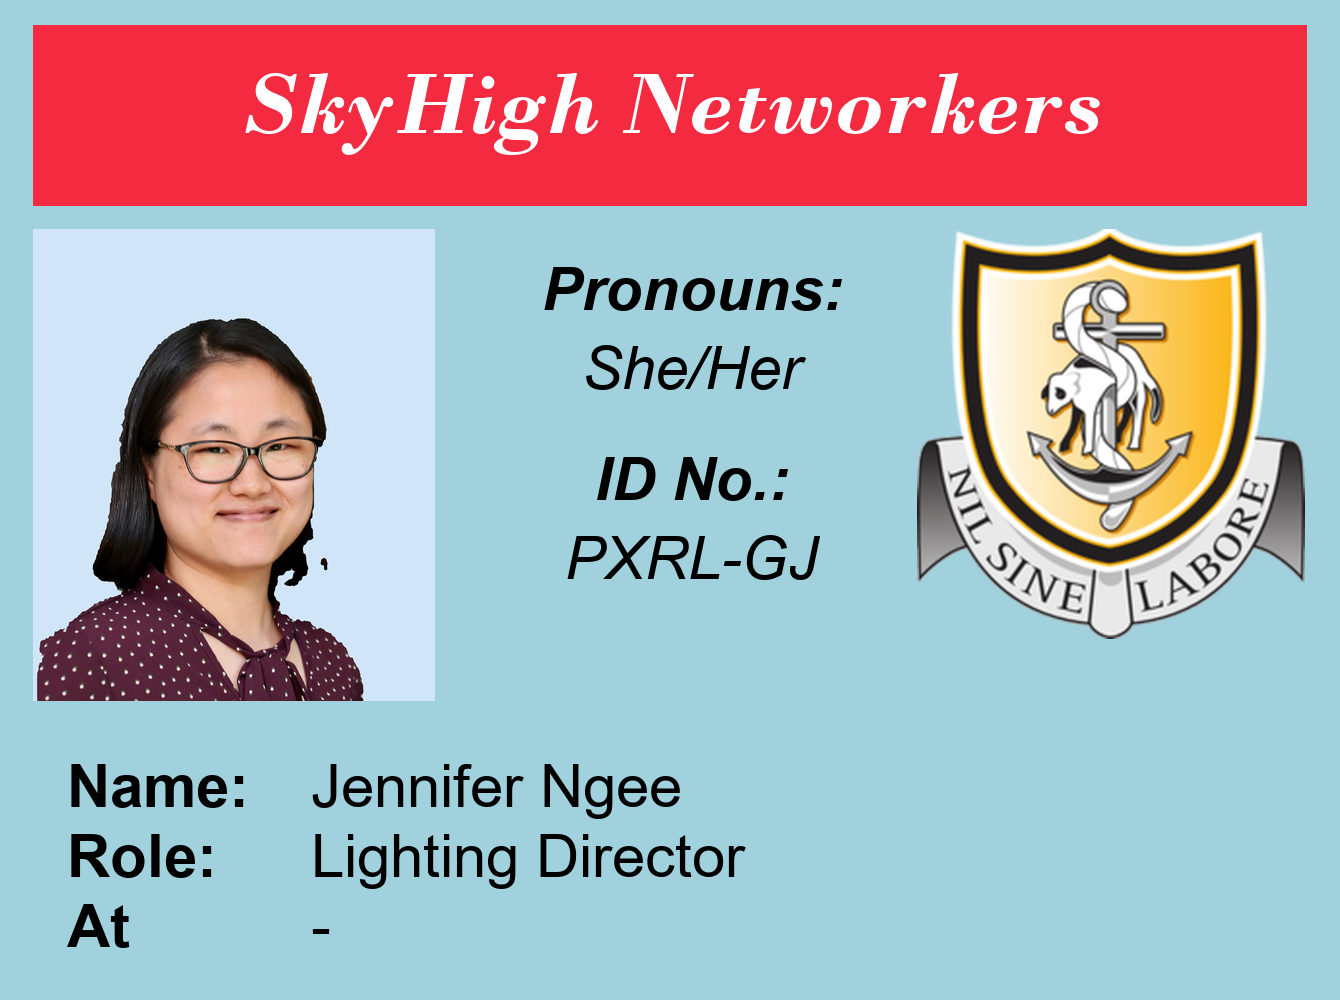 SkyHigh Networkers
Pronouns:
She/Her
ID No.:
PXRL-GJ
NIL SINE LABORE
Name: Jennifer Ngee
Role: Lighting Director
At -